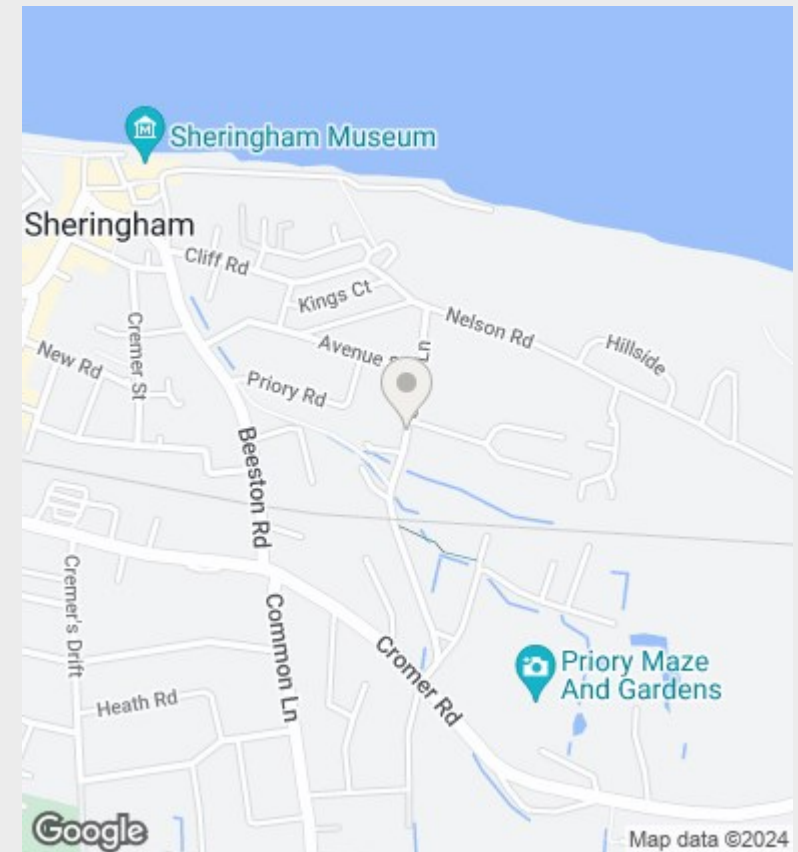 Sheringham Museum
Sheringham
Cliff Rd
Kings Ct
Nelson Rd
Hillside
Avenue S
Ln
New Rd
Cremer St
Priory Rd
Beeston Rd
Cremer's Drift
Common Ln
Cromer Rd
Heath Rd
Priory Maze
And Gardens
Google
Map data ©2024